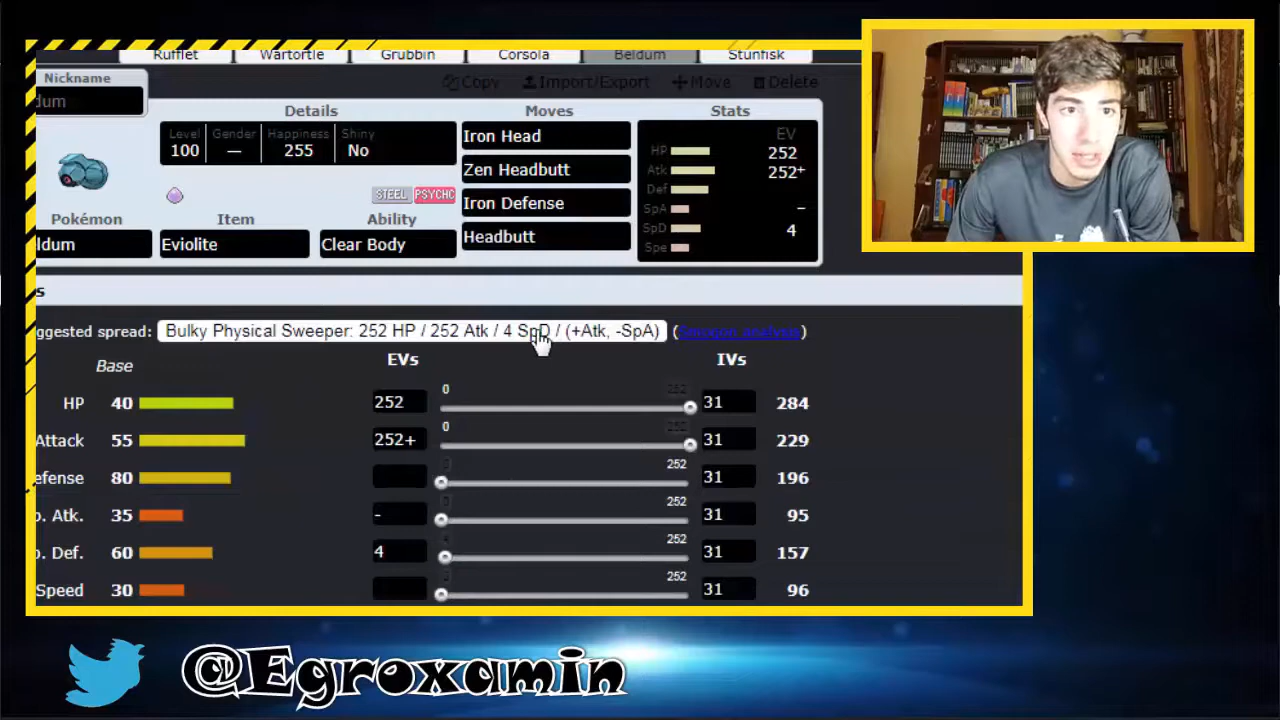 Rufflet Wartortle Grubbin Corsola Beldum Stunfisk
Nickname
dum
Copy Import/Export Move Delete
Details Moves Stats
Level Gender Happiness Shiny
100 — 255 No
Iron Head
Zen Headbutt
Iron Defense
Headbutt
EV
HP 252
Atk 252+
Def
SpA –
SpD 4
Spe
STEEL PSYCHC
Pokémon Item Ability
ldum Eviolite Clear Body
s
ggested spread: Bulky Physical Sweeper: 252 HP / 252 Atk / 4 SpD / (+Atk, -SpA) (Smogon analysis)
Base EVs IVs
0 252
HP 40 252 31 284
0 252
Attack 55 252+ 31 229
252
efense 80 31 196
252
o. Atk. 35 - 31 95
252
o. Def. 60 4 31 157
252
Speed 30 31 96
@Egroxamin